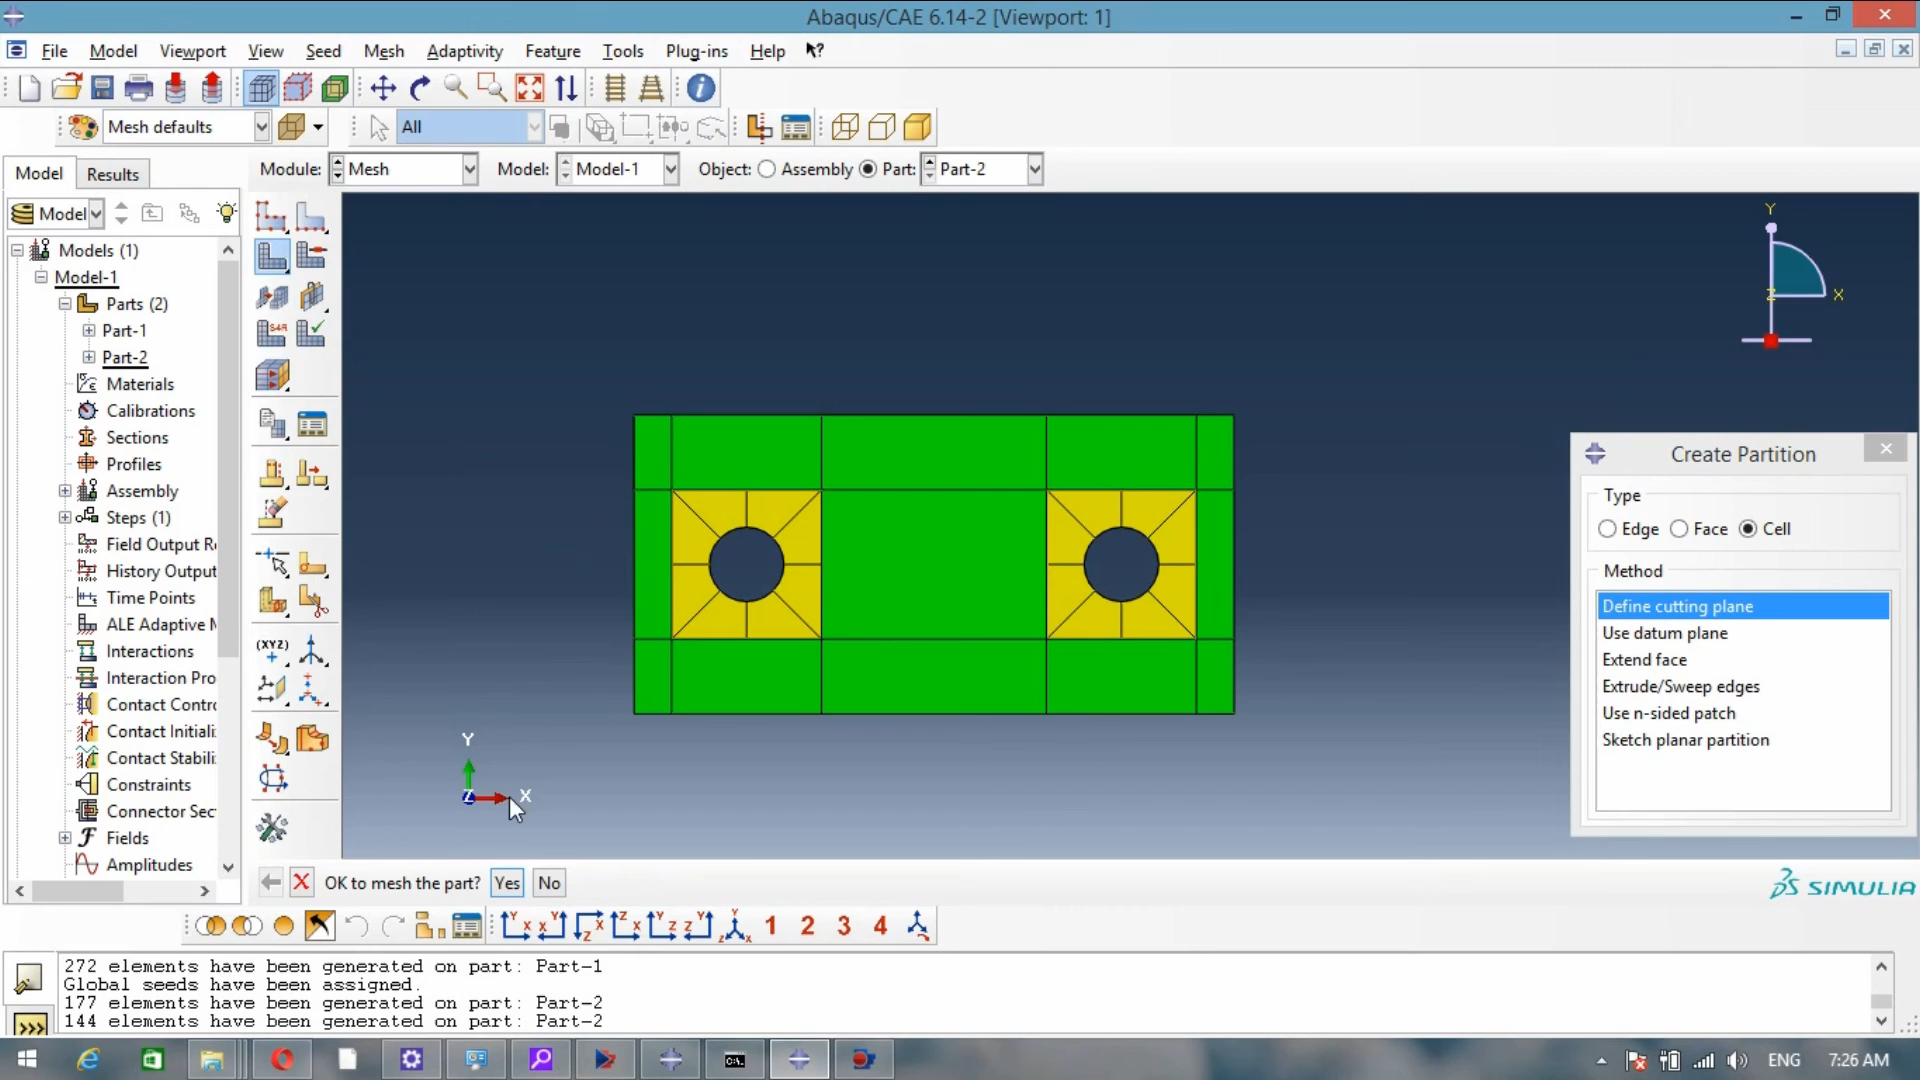 Abaqus/CAE 6.14-2 [Viewport: 1]
File Model Viewport View Seed Mesh Adaptivity Feature Tools Plug-ins Help
Mesh defaults
All
Model Results
Module: Mesh Model: Model-1 Object: Assembly Part: Part-2
Model
Models (1)
Model-1
Parts (2)
Part-1
Part-2
Materials
Calibrations
Sections
Profiles
Assembly
Steps (1)
Field Output R
History Output
Time Points
ALE Adaptive M
Interactions
Interaction Pro
Contact Contro
Contact Initiali
Contact Stabili
Constraints
Connector Sec
Fields
Amplitudes
S4R
(XYZ)
Y
Z X
Y
Z X
Create Partition
Type
Edge Face Cell
Method
Define cutting plane
Use datum plane
Extend face
Extrude/Sweep edges
Use n-sided patch
Sketch planar partition
OK to mesh the part? Yes No
SIMULIA
1 2 3 4
272 elements have been generated on part: Part-1
Global seeds have been assigned.
177 elements have been generated on part: Part-2
144 elements have been generated on part: Part-2
>>>
ENG 7:26 AM